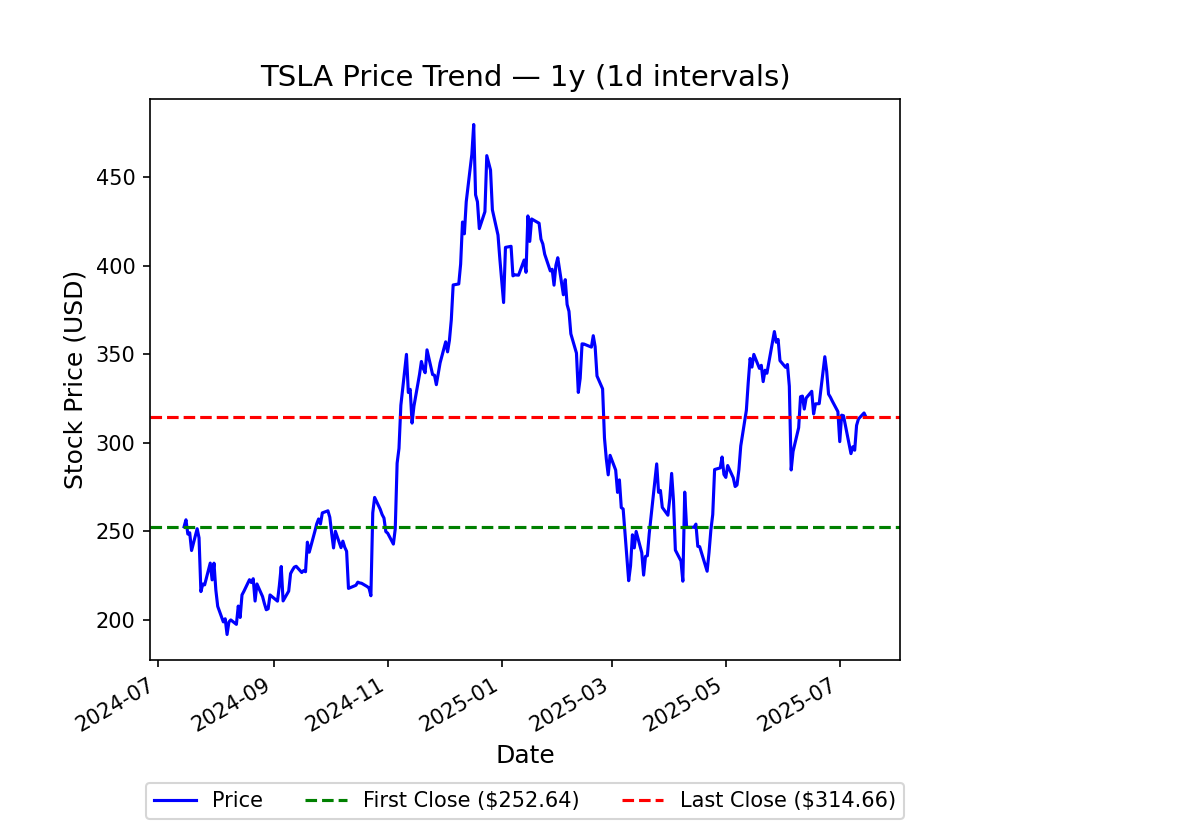 TSLA Price Trend — 1y (1d intervals)
Stock Price (USD)
450
400
350
300
250
200
2024-07
2024-09
2024-11
2025-01
2025-03
2025-05
2025-07
Date
Price
First Close ($252.64)
Last Close ($314.66)